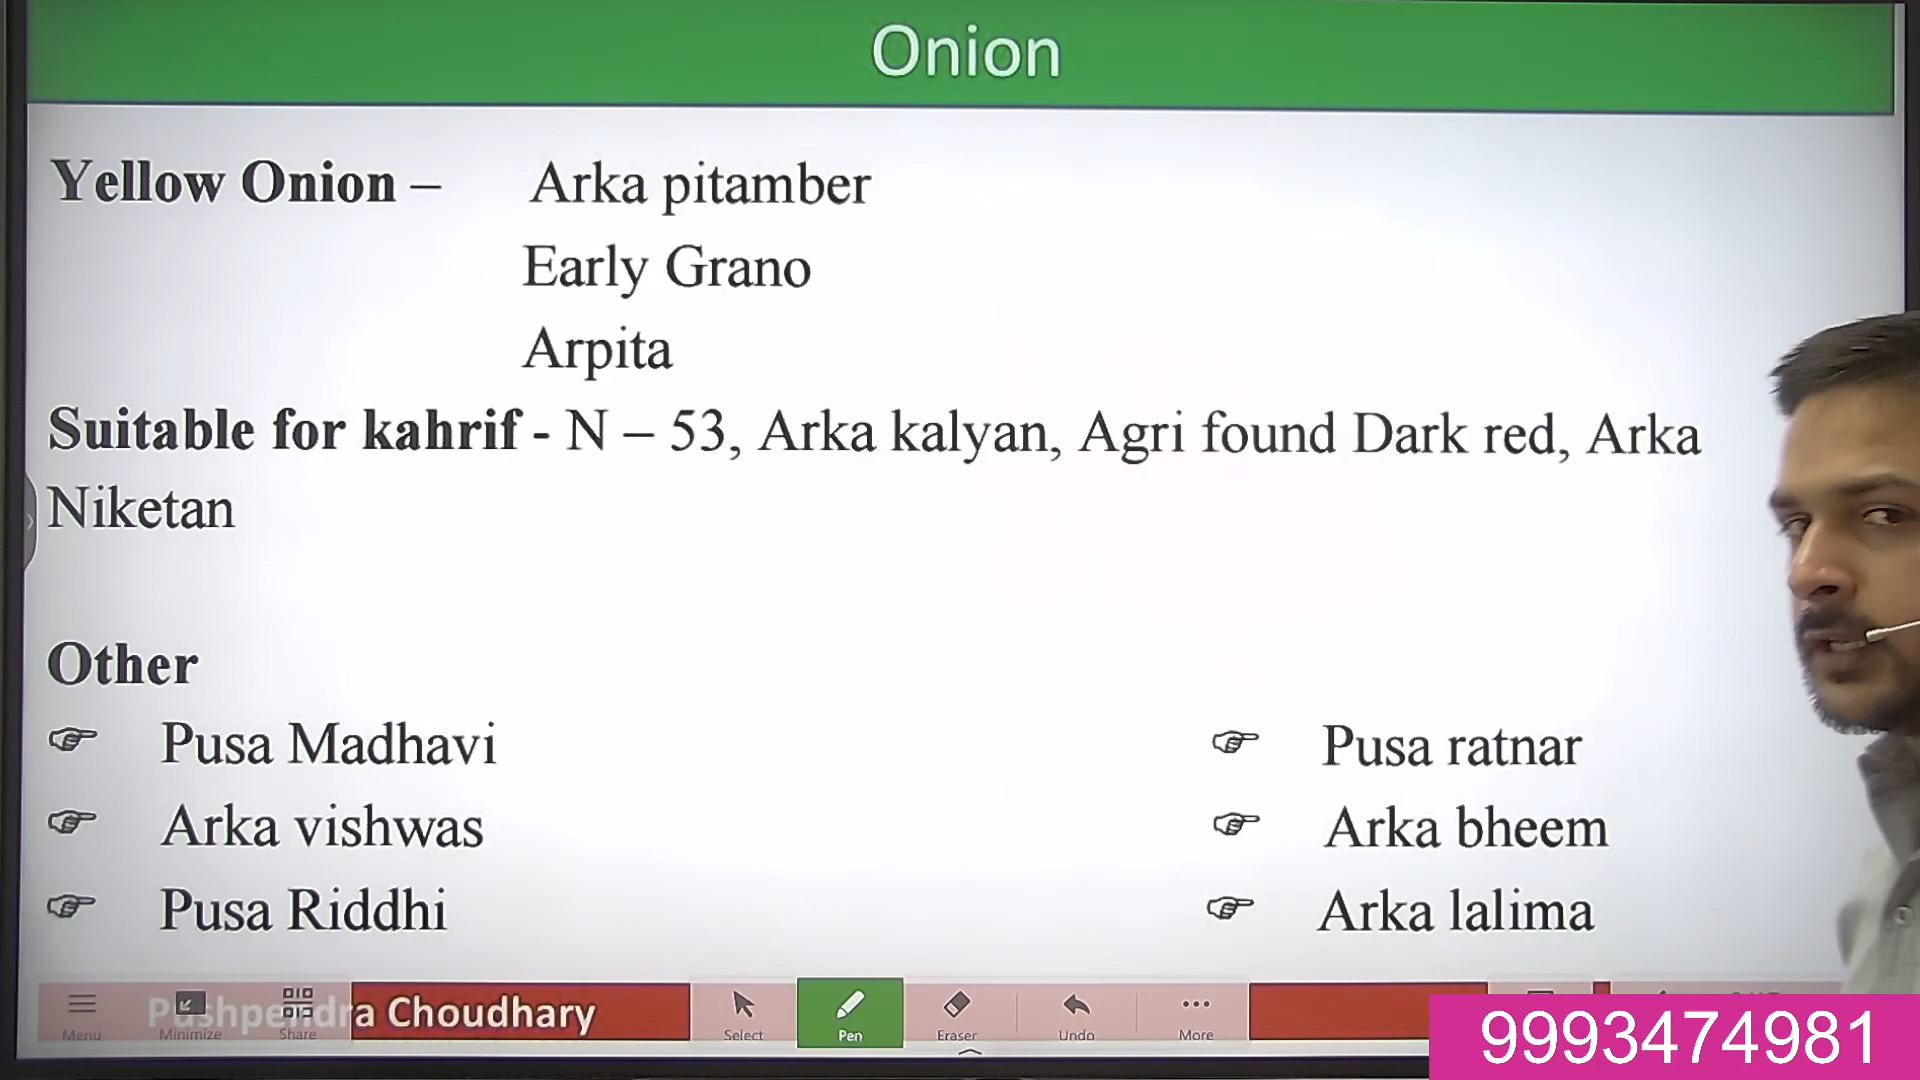 Onion
Yellow Onion – Arka pitamber
Early Grano
Arpita
Suitable for kahrif - N – 53, Arka kalyan, Agri found Dark red, Arka
Niketan
Other
Pusa Madhavi
Pusa ratnar
Arka vishwas
Arka bheem
Pusa Riddhi
Arka lalima
Pushpendra Choudhary
Menu
Minimize
Share
Select
Pen
Eraser
Undo
More
9993474981